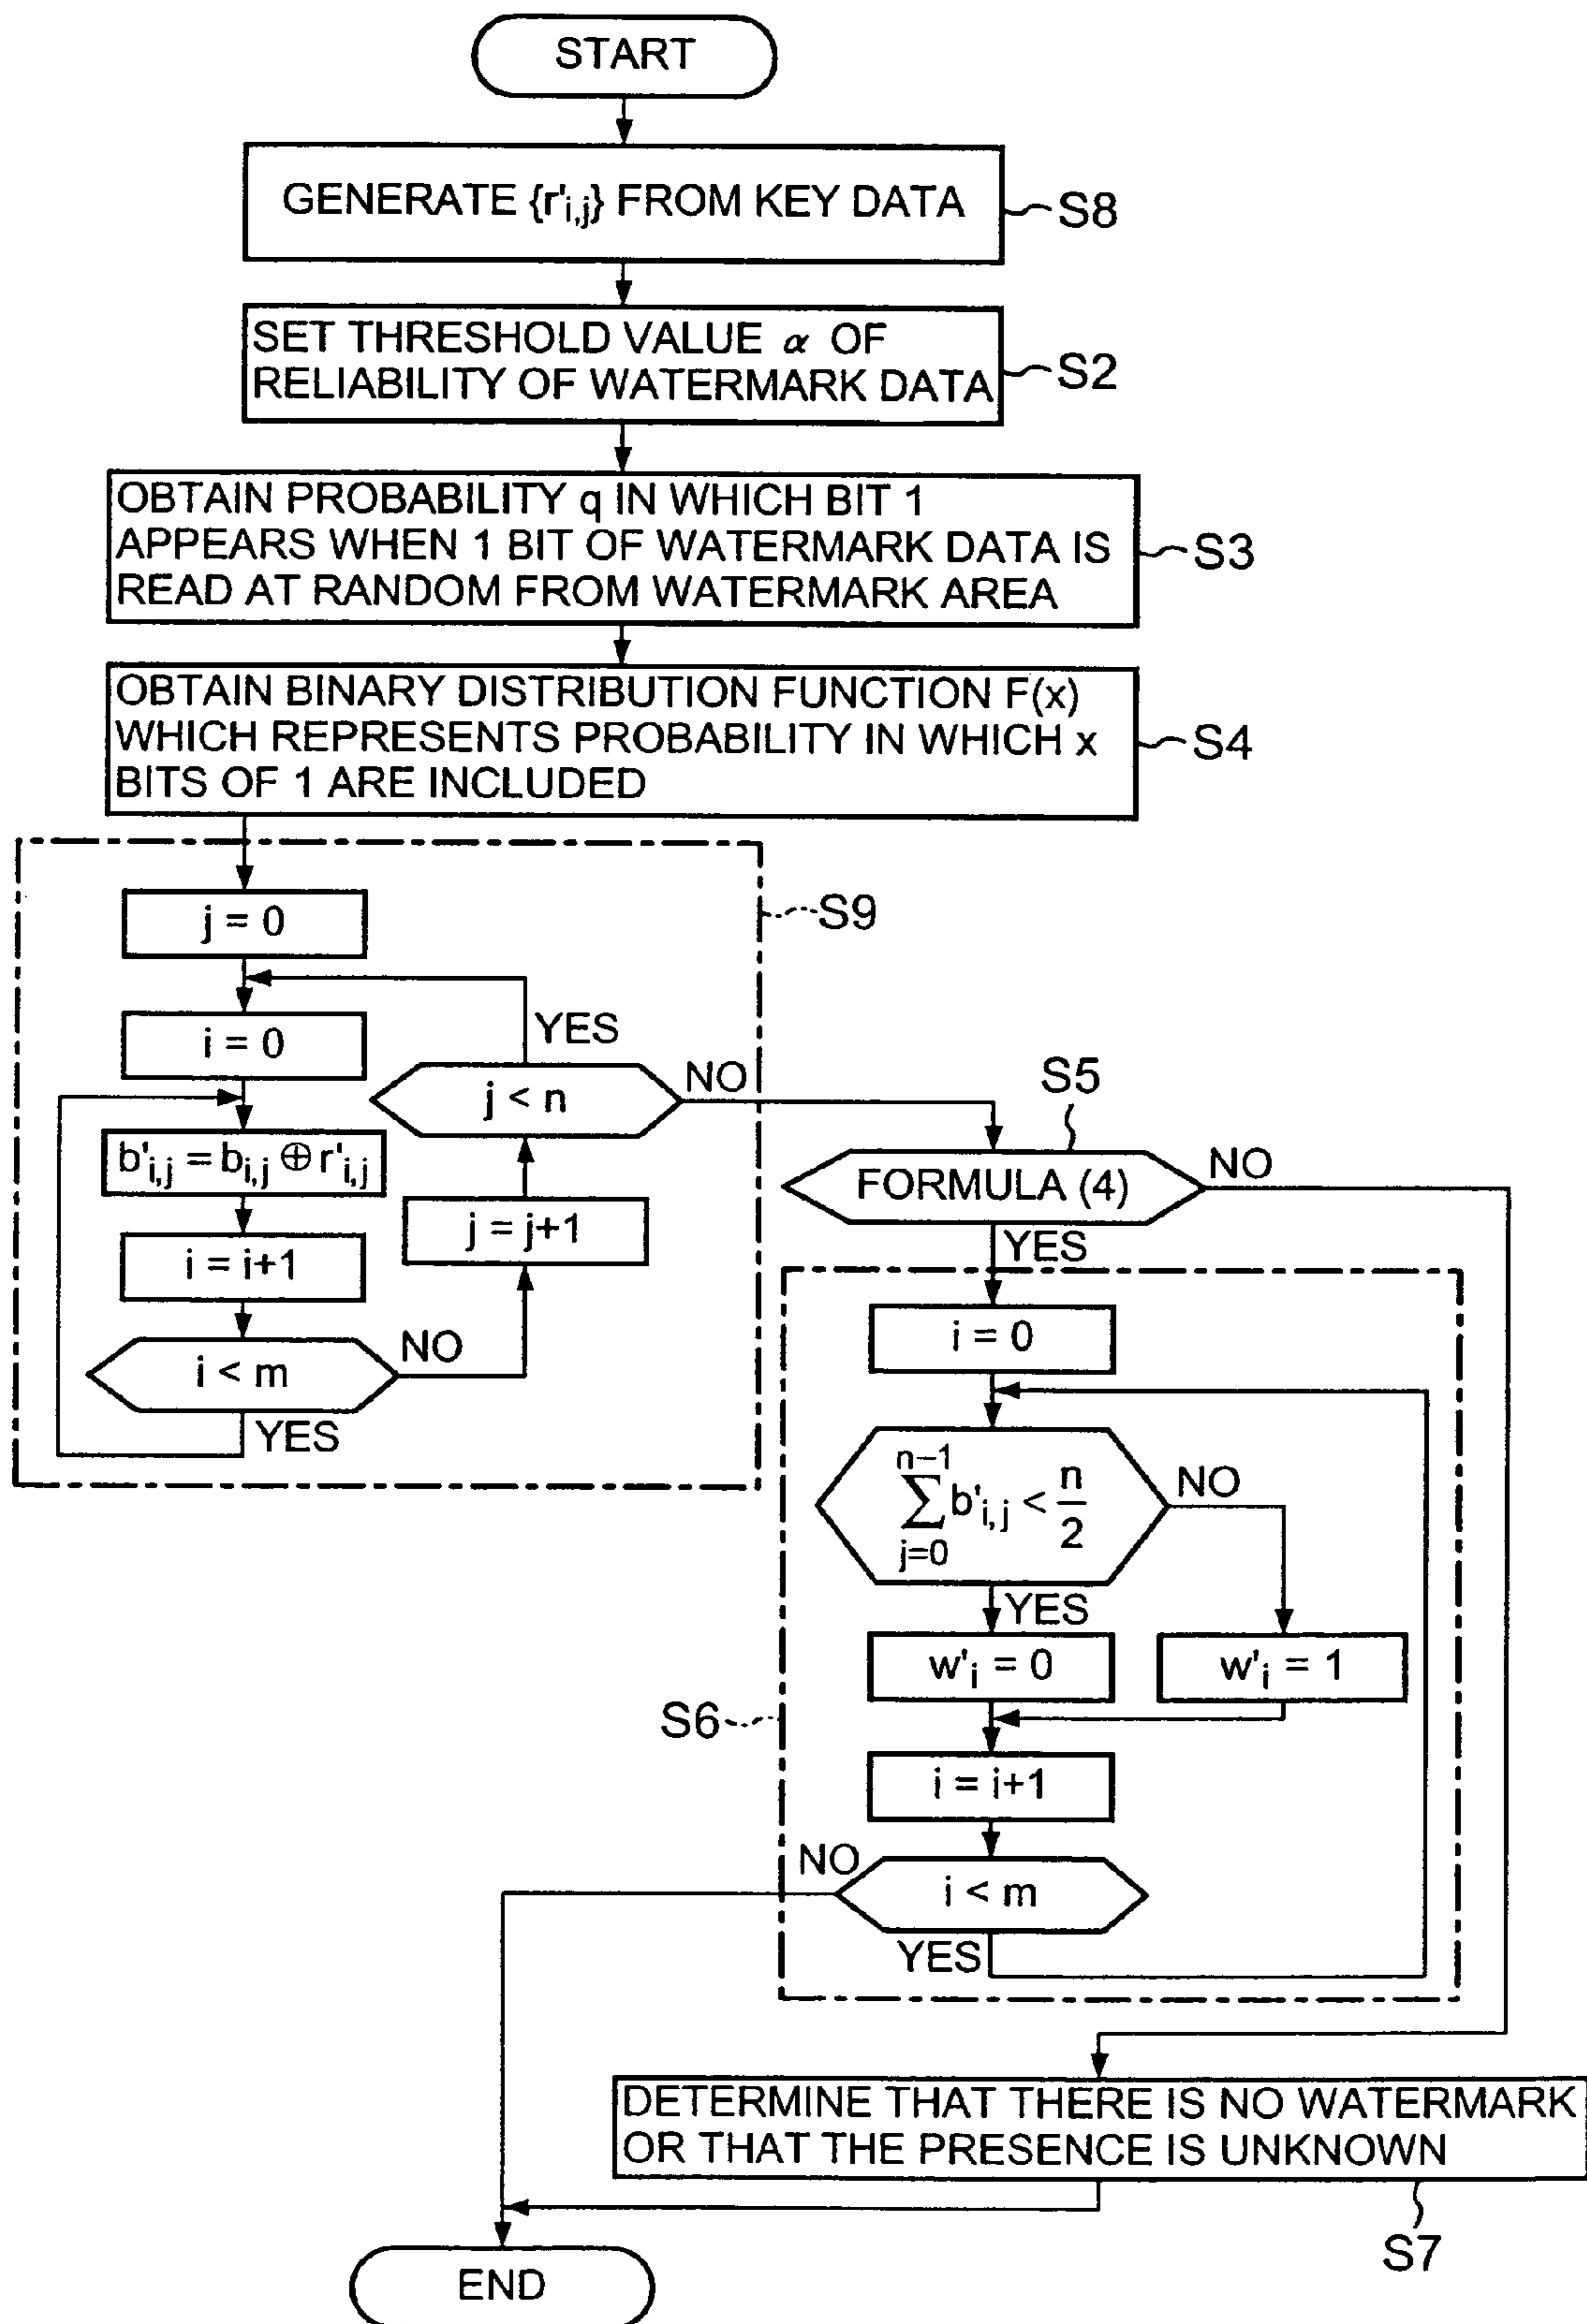 START
GENERATE {r'i,j} FROM KEY DATA
S8
SET THRESHOLD VALUE α OF
RELIABILITY OF WATERMARK DATA
S2
OBTAIN PROBABILITY q IN WHICH BIT 1
APPEARS WHEN 1 BIT OF WATERMARK DATA IS
READ AT RANDOM FROM WATERMARK AREA
S3
OBTAIN BINARY DISTRIBUTION FUNCTION F(x)
WHICH REPRESENTS PROBABILITY IN WHICH x
BITS OF 1 ARE INCLUDED
S4
j = 0
S9
i = 0
YES
j < n
NO
b'i,j = bi,j ⊕ r'i,j
j = j+1
i = i+1
i < m
NO
YES
S5
FORMULA (4)
NO
YES
i = 0
n−1
∑ b'i,j < n/2
j=0
NO
YES
w'i = 0
w'i = 1
S6
i = i+1
NO
i < m
YES
DETERMINE THAT THERE IS NO WATERMARK
OR THAT THE PRESENCE IS UNKNOWN
S7
END